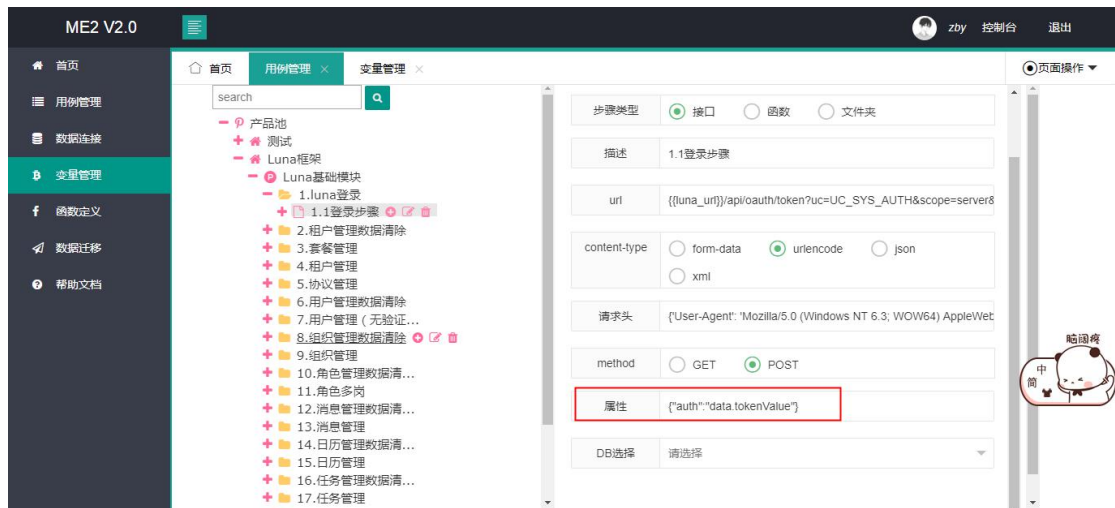 ME2 V2.0
zby 控制台 退出
首页
用例管理
数据连接
变量管理
函数定义
数据迁移
帮助文档
首页 用例管理 × 变量管理 ×
页面操作
search
产品池
测试
Luna框架
Luna基础模块
1.luna登录
1.1登录步骤
2.租户管理数据清除
3.套餐管理
4.租户管理
5.协议管理
6.用户管理数据清除
7.用户管理（无验证...
8.组织管理数据清除
9.组织管理
10.角色管理数据清...
11.角色多岗
12.消息管理数据清...
13.消息管理
14.日历管理数据清...
15.日历管理
16.任务管理数据清...
17.任务管理
步骤类型 接口 函数 文件夹
描述 1.1登录步骤
url {{luna_url}}/api/oauth/token?uc=UC_SYS_AUTH&scope=server&
content-type form-data urlencode json
xml
请求头 {'User-Agent': 'Mozilla/5.0 (Windows NT 6.3; WOW64) AppleWeb
method GET POST
属性 {"auth":"data.tokenValue"}
DB选择 请选择
脑阔疼
中
简